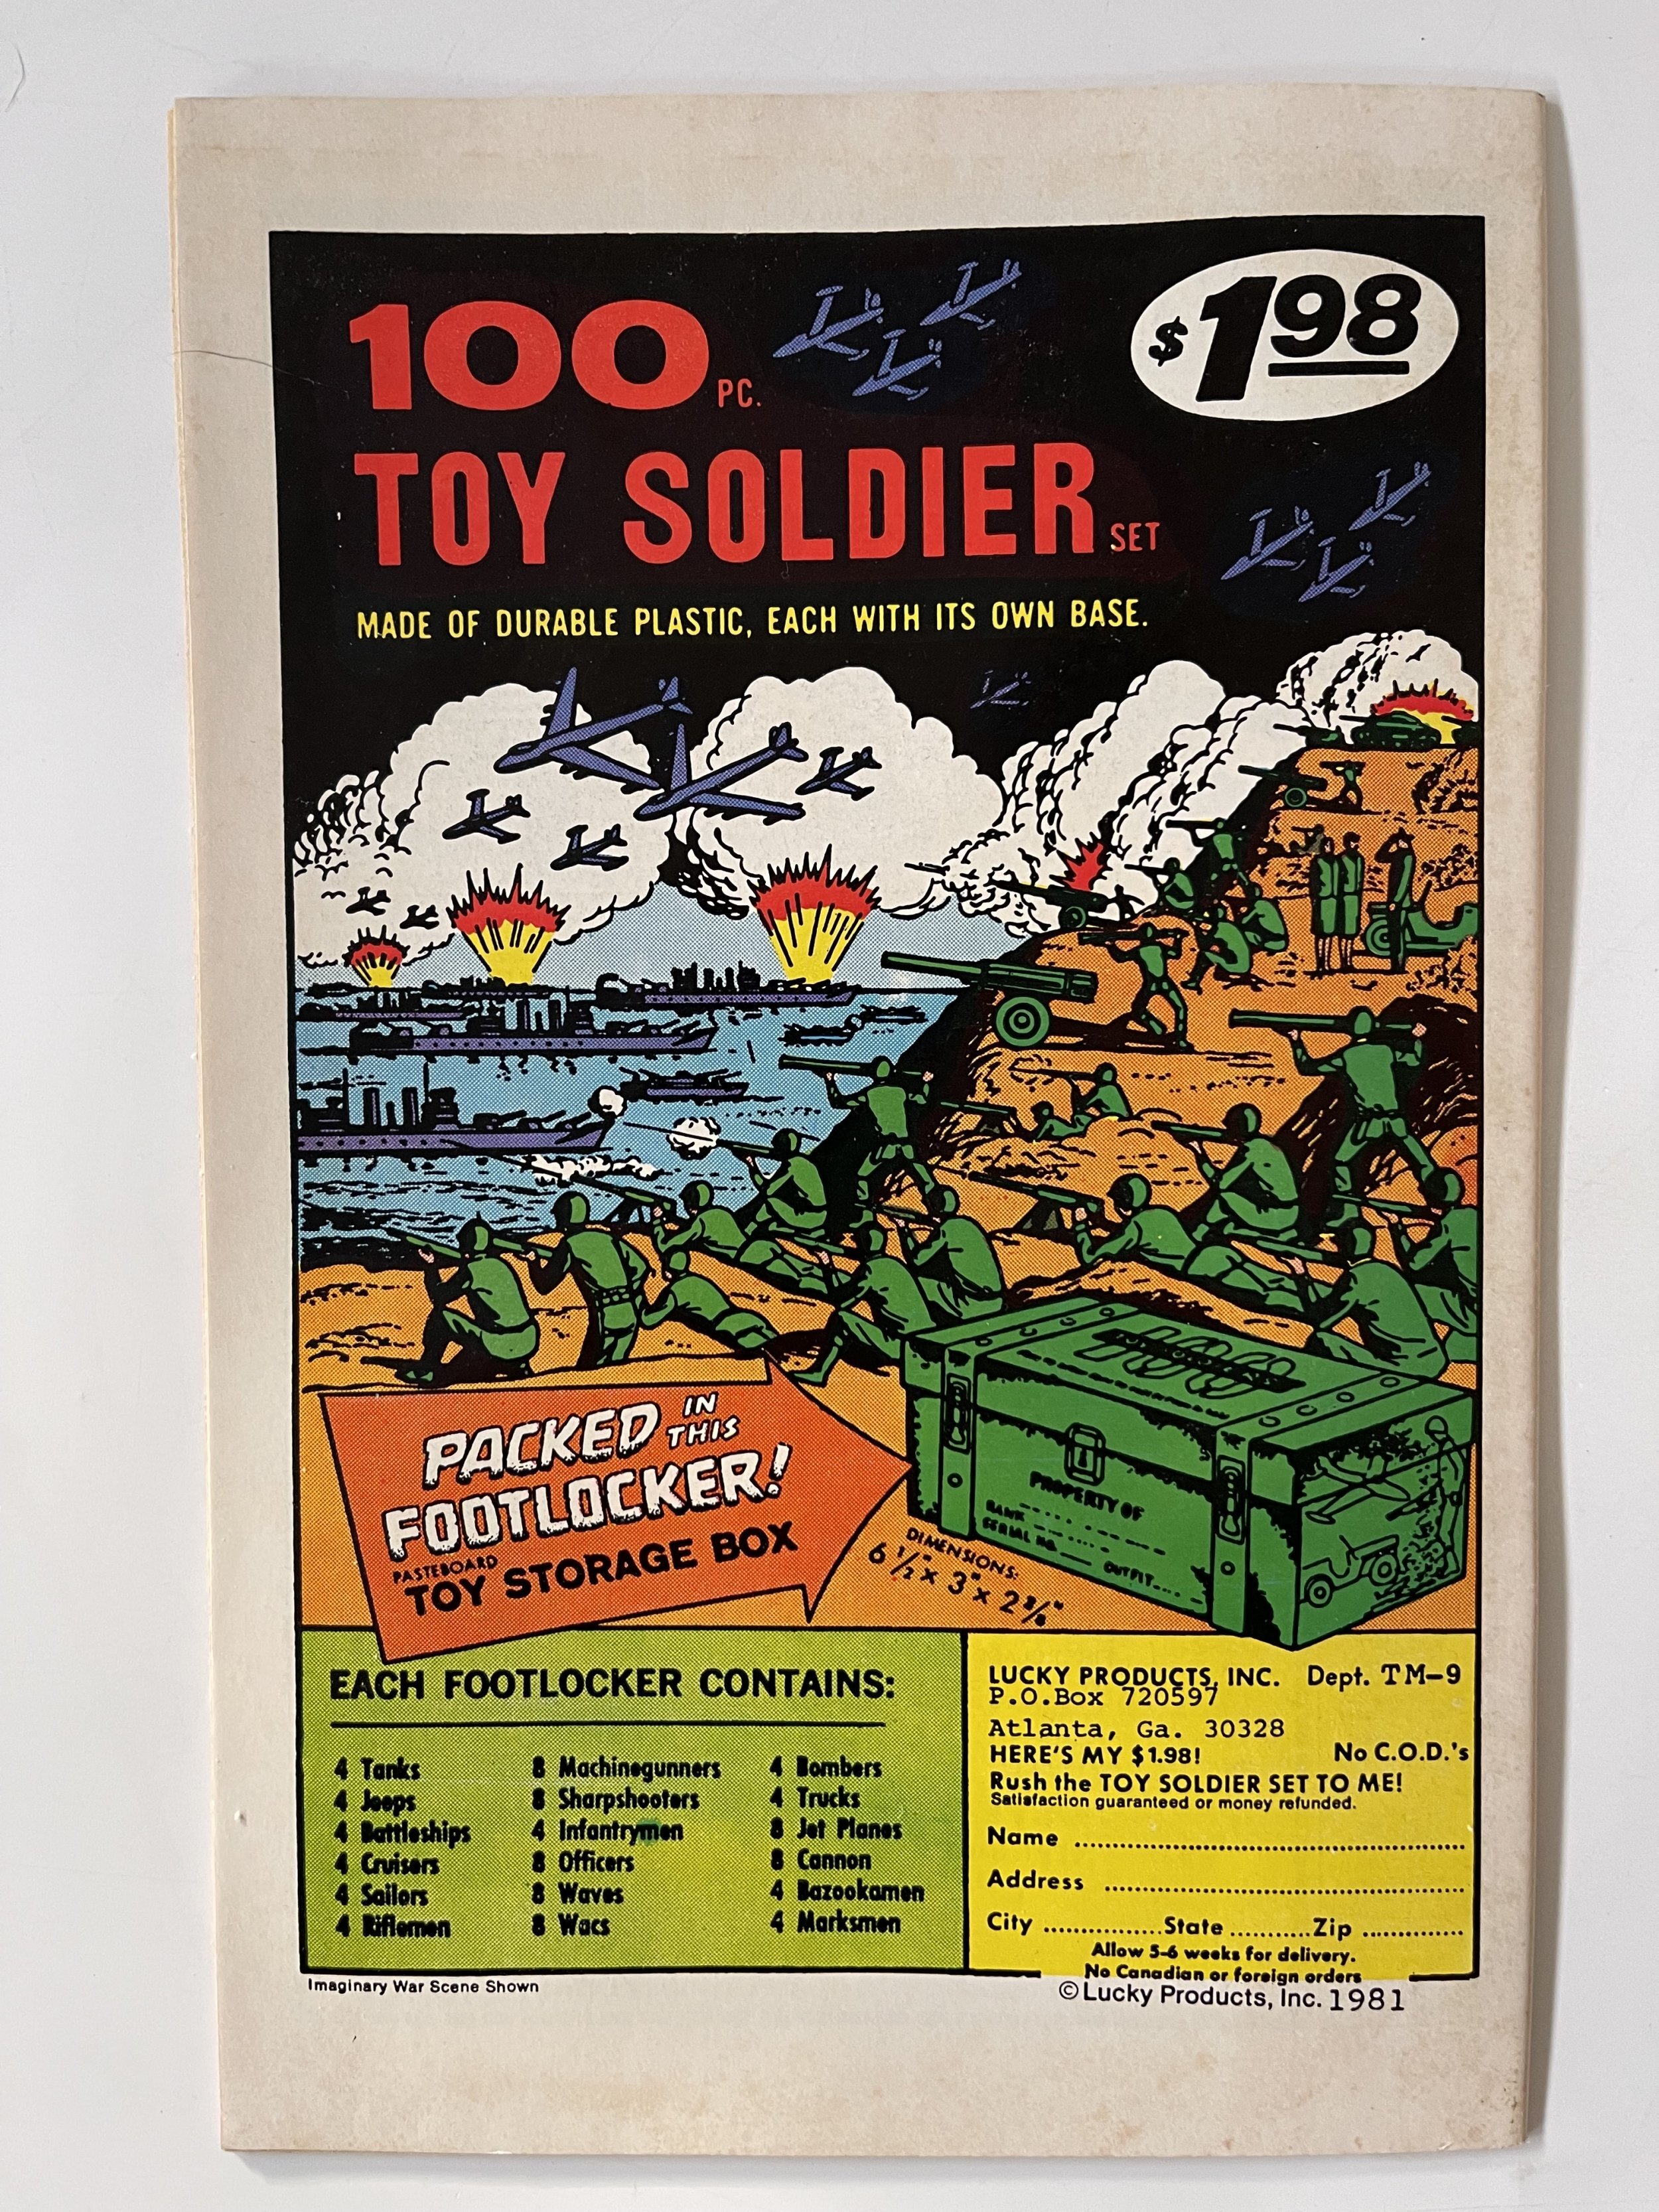 100 PC.
$1.98
TOY SOLDIER SET
MADE OF DURABLE PLASTIC, EACH WITH ITS OWN BASE.
PACKED IN THIS
FOOTLOCKER!
PASTEBOARD
TOY STORAGE BOX
DIMENSIONS:
6 1/2" x 3" x 2 3/8"
PROPERTY OF
RANK
SERIAL NO.
OUTFIT
EACH FOOTLOCKER CONTAINS:
4 Tanks
4 Jeeps
4 Battleships
4 Cruisers
4 Sailors
4 Riflemen
8 Machinegunners
8 Sharpshooters
4 Infantrymen
8 Officers
8 Waves
8 Wacs
4 Bombers
4 Trucks
8 Jet Planes
8 Cannon
4 Bazookamen
4 Marksmen
LUCKY PRODUCTS, INC. Dept. TM-9
P.O.Box 720597
Atlanta, Ga. 30328
HERE'S MY $1.98! No C.O.D.'s
Rush the TOY SOLDIER SET TO ME!
Satisfaction guaranteed or money refunded.
Name
Address
City ............... State ........... Zip ..............
Allow 5-6 weeks for delivery.
No Canadian or foreign orders
Imaginary War Scene Shown
©Lucky Products, Inc. 1981